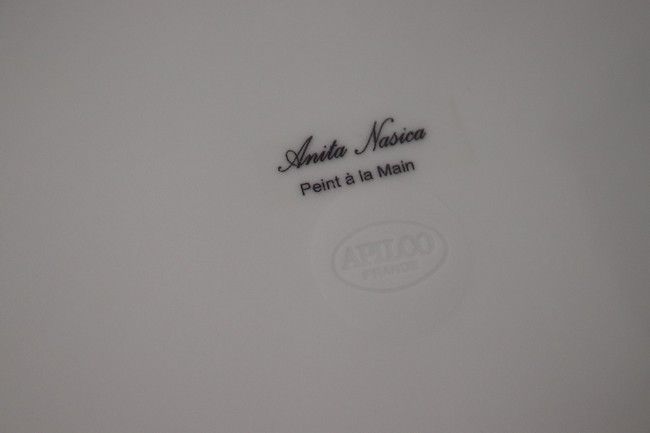 Anita Nasica
Peint à la Main
APILCO
FRANCE